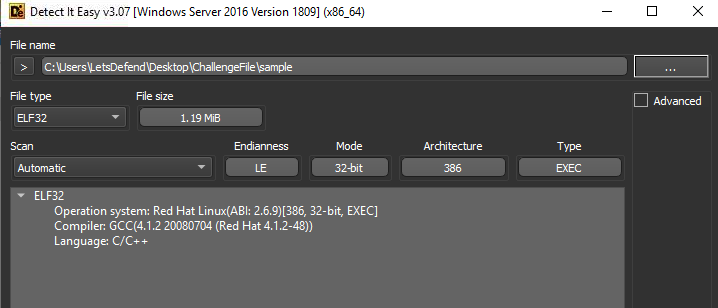 Detect It Easy v3.07 [Windows Server 2016 Version 1809] (x86_64)
File name
> C:\Users\LetsDefend\Desktop\ChallengeFile\sample ...
File type File size Advanced
ELF32 1.19 MiB
Scan Endianness Mode Architecture Type
Automatic LE 32-bit 386 EXEC
ELF32
Operation system: Red Hat Linux(ABI: 2.6.9)[386, 32-bit, EXEC]
Compiler: GCC(4.1.2 20080704 (Red Hat 4.1.2-48))
Language: C/C++